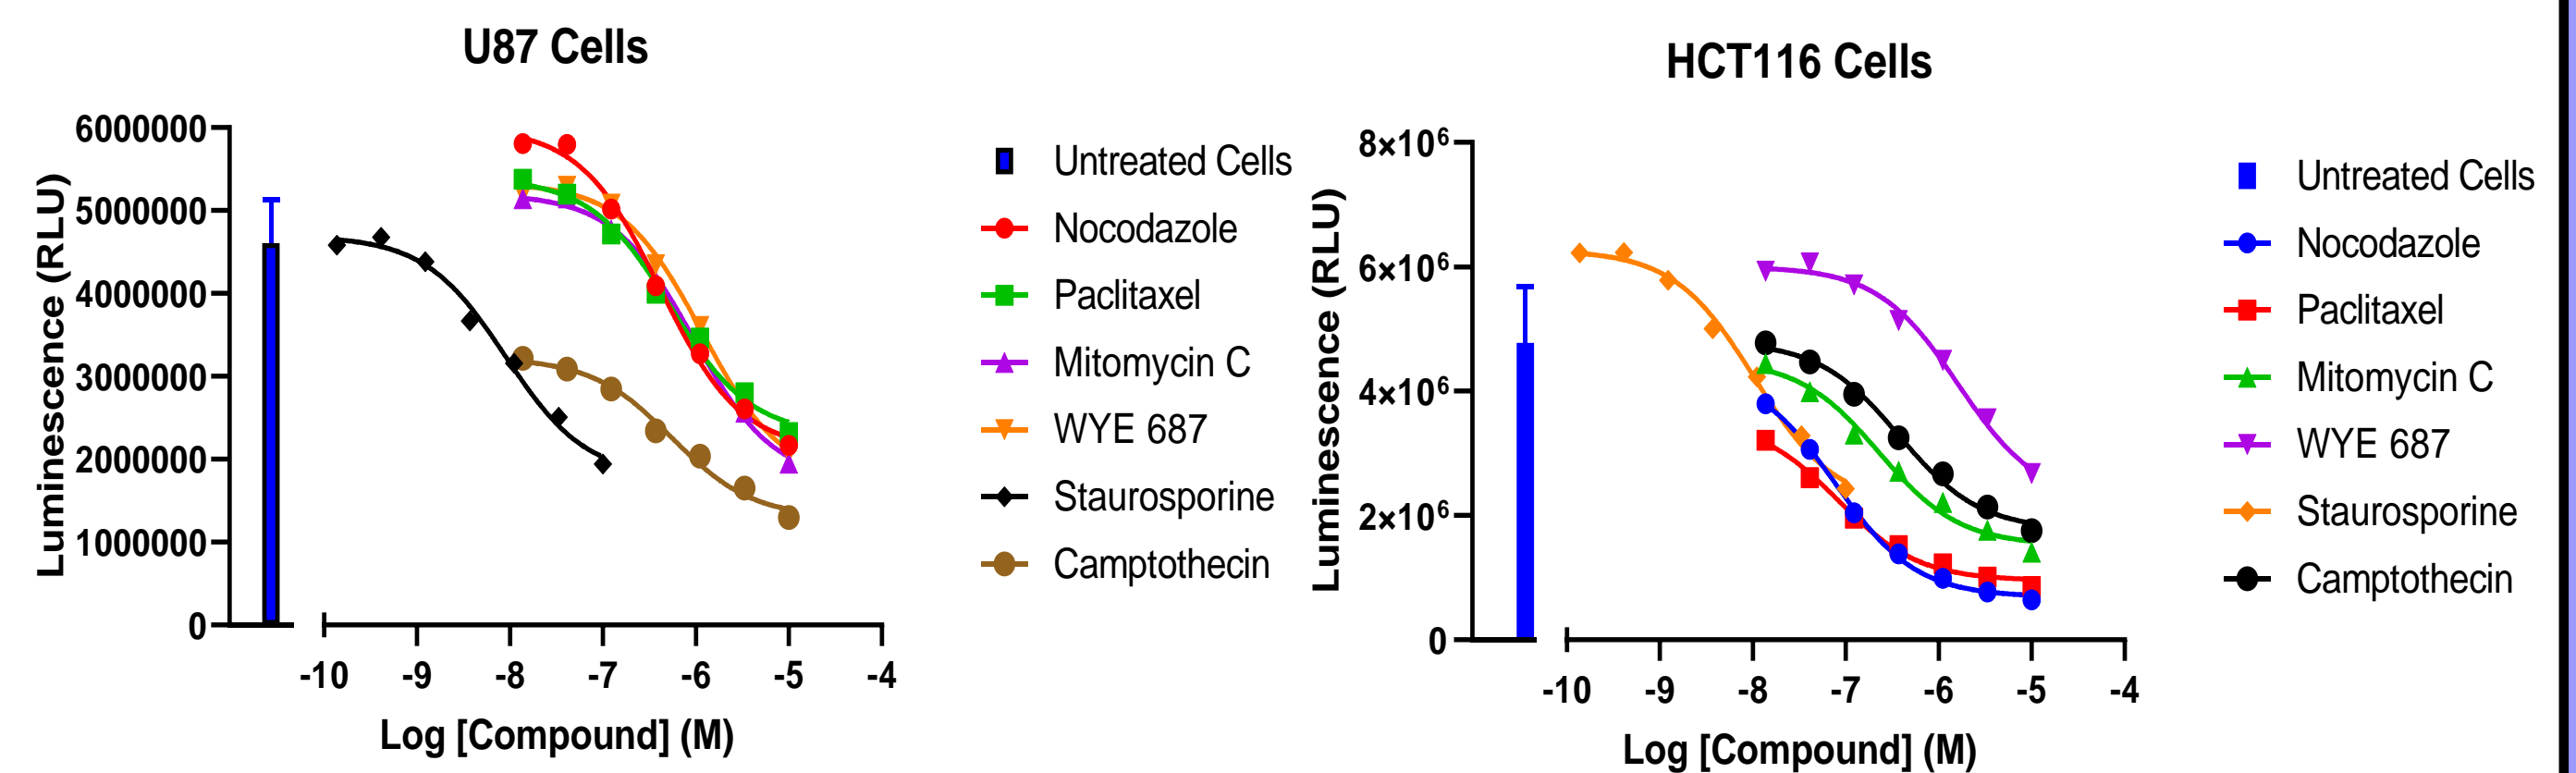 U87 Cells
Luminescence (RLU)
6000000
5000000
4000000
3000000
2000000
1000000
0
-10 -9 -8 -7 -6 -5 -4
Log [Compound] (M)
Untreated Cells
Nocodazole
Paclitaxel
Mitomycin C
WYE 687
Staurosporine
Camptothecin
HCT116 Cells
Luminescence (RLU)
8×10⁶
6×10⁶
4×10⁶
2×10⁶
0
-10 -9 -8 -7 -6 -5 -4
Log [Compound] (M)
Untreated Cells
Nocodazole
Paclitaxel
Mitomycin C
WYE 687
Staurosporine
Camptothecin